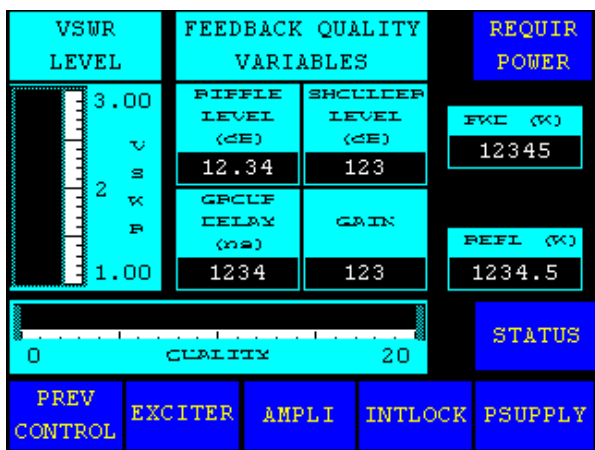 VSWR
LEVEL
FEEDBACK QUALITY
VARIABLES
REQUIR
POWER
3.00
2
1.00
VSWR
RIPPLE
LEVEL
(dB)
12.34
SHOULDER
LEVEL
(dB)
123
GROUP
DELAY
(ns)
1234
GAIN
123
FWD (W)
12345
REFL (W)
1234.5
0
QUALITY
20
STATUS
PREV
CONTROL
EXCITER
AMPLI
INTLOCK
PSUPPLY